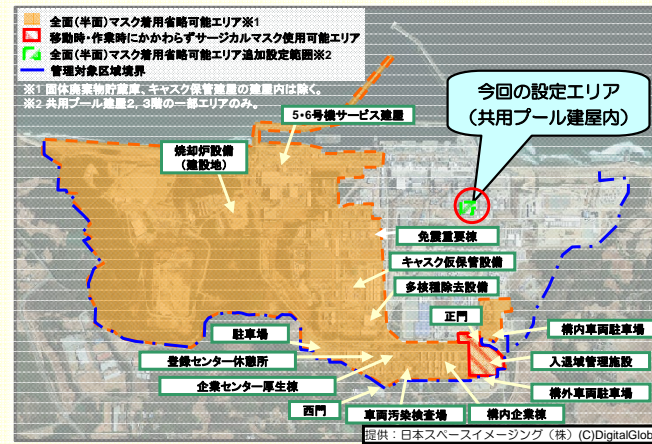 全面(半面)マスク着用省略可能エリア※1
移動時・作業時にかかわらずサージカルマスク使用可能エリア
全面(半面)マスク着用省略可能エリア追加設定範囲※2
管理対象区域境界
※1 固体廃棄物貯蔵庫、キャスク保管建屋の建屋内は除く。
※2 共用プール建屋2, 3階の一部エリアのみ。
今回の設定エリア
(共用プール建屋内)
5・6号機サービス建屋
焼却炉設備
(建設地)
免震重要棟
キャスク仮保管設備
多核種除去設備
正門
駐車場
構内車両駐車場
登録センター休憩所
入退域管理施設
企業センター厚生棟
構外車両駐車場
西門
車両汚染検査場
構内企業棟
提供：日本スペースイメージング（株）(C)DigitalGlob